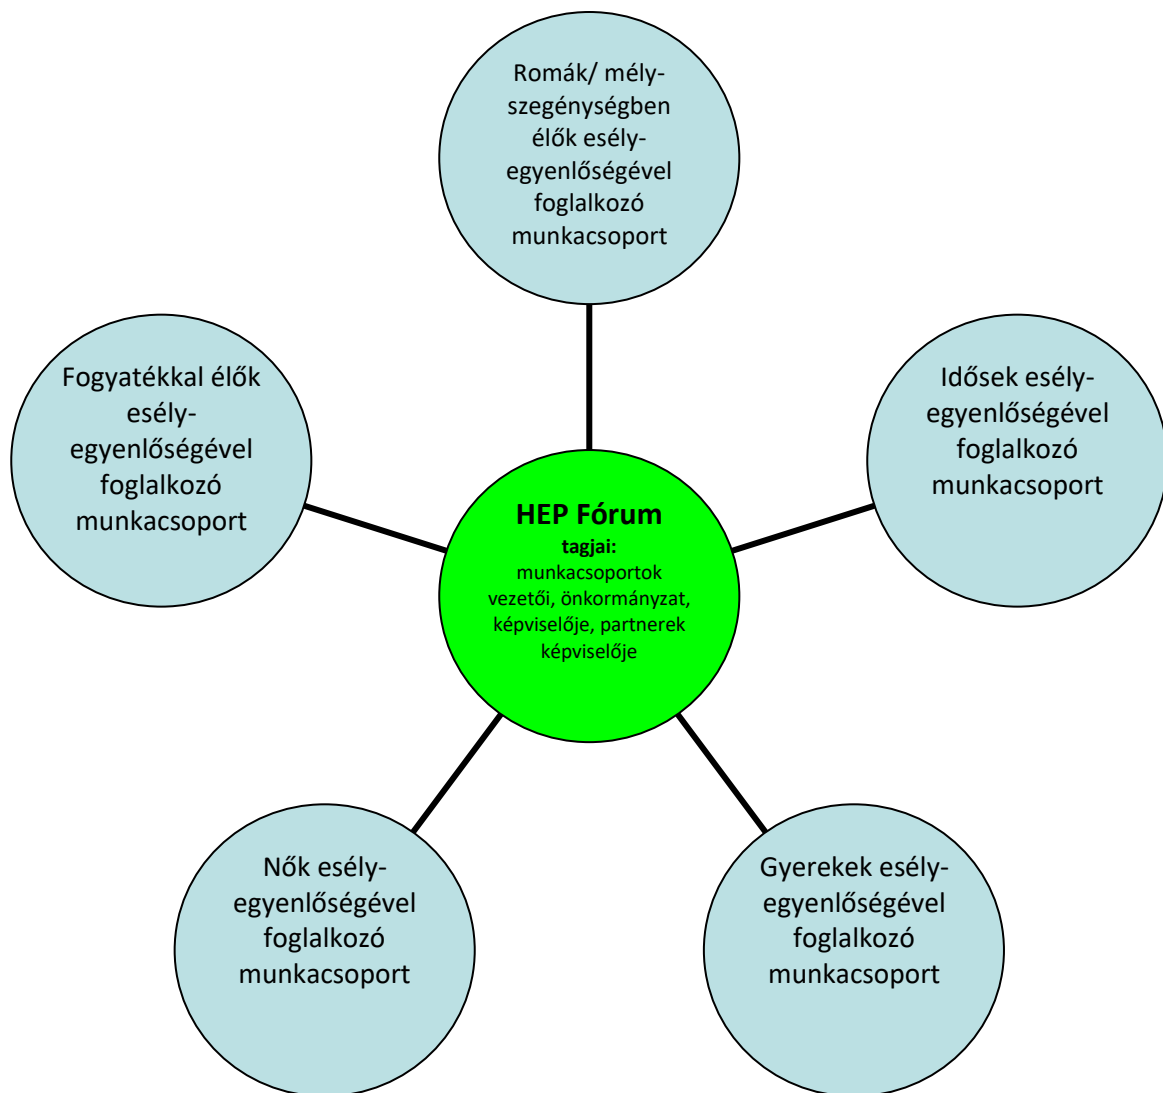 Romák/ mély-
szegénységben
élők esély-
egyenlőségével
foglalkozó
munkacsoport
Fogyatékkal élők
esély-
egyenlőségével
foglalkozó
munkacsoport
Idősek esély-
egyenlőségével
foglalkozó
munkacsoport
HEP Fórum
tagjai:
munkacsoportok
vezetői, önkormányzat,
képviselője, partnerek
képviselője
Nők esély-
egyenlőségével
foglalkozó
munkacsoport
Gyerekek esély-
egyenlőségével
foglalkozó
munkacsoport